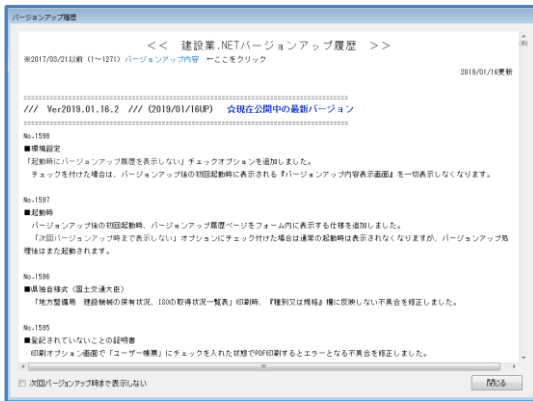 バージョンアップ履歴
<< 建設業.NETバージョンアップ履歴 >>
※2017/03/21以前（1～1271）バージョンアップ内容 ←ここをクリック
2019/01/16更新
/// Ver2019.01.16.2 /// (2019/01/16UP) ☆現在公開中の最新バージョン
No.1598
■環境設定
「起動時にバージョンアップ履歴を表示しない」チェックオプションを追加しました。
チェックを付けた場合は、バージョンアップ後の初回起動時に表示される『バージョンアップ内容表示画面』を一切表示しなくなります。
No.1597
■起動時
バージョンアップ後の初回起動時、バージョンアップ履歴ページをフォーム内に表示する仕様を追加しました。
「次回バージョンアップ時まで表示しない」オプションにチェック付けた場合は通常の起動時は表示されなくなりますが、バージョンアップ処
理後はまた起動されます。
No.1596
■県独自様式（国土交通大臣）
「地方整備局 建設機械の保有状況、ISOの取得状況一覧表」印刷時、『種別又は規格』欄に反映しない不具合を修正しました。
No.1595
■登記されていないことの証明書
印刷オプション画面で「ユーザー帳票」にチェックを入れた状態でPDF印刷するとエラーとなる不具合を修正しました。
次回バージョンアップ時まで表示しない
閉じる